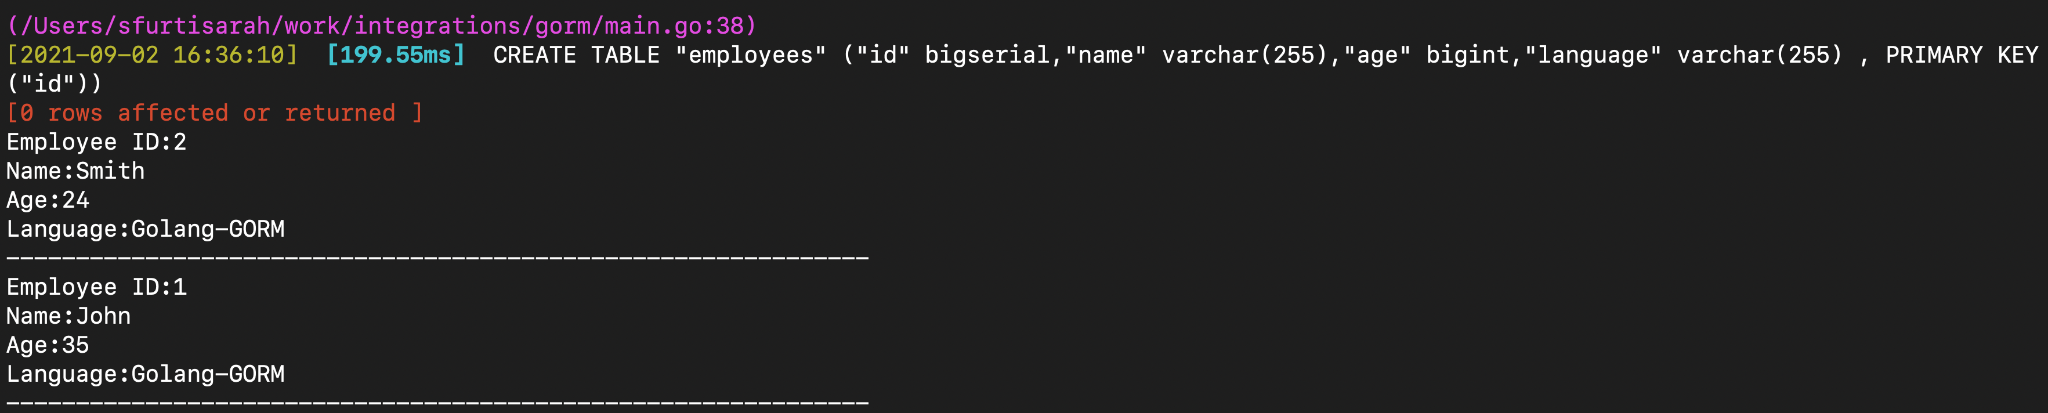 (/Users/sfurtisarah/work/integrations/gorm/main.go:38)
[2021-09-02 16:36:10]  [199.55ms]  CREATE TABLE "employees" ("id" bigserial,"name" varchar(255),"age" bigint,"language" varchar(255) , PRIMARY KEY
("id"))
[0 rows affected or returned ]
Employee ID:2
Name:Smith
Age:24
Language:Golang-GORM
--------------------------------------------------------------
Employee ID:1
Name:John
Age:35
Language:Golang-GORM
--------------------------------------------------------------